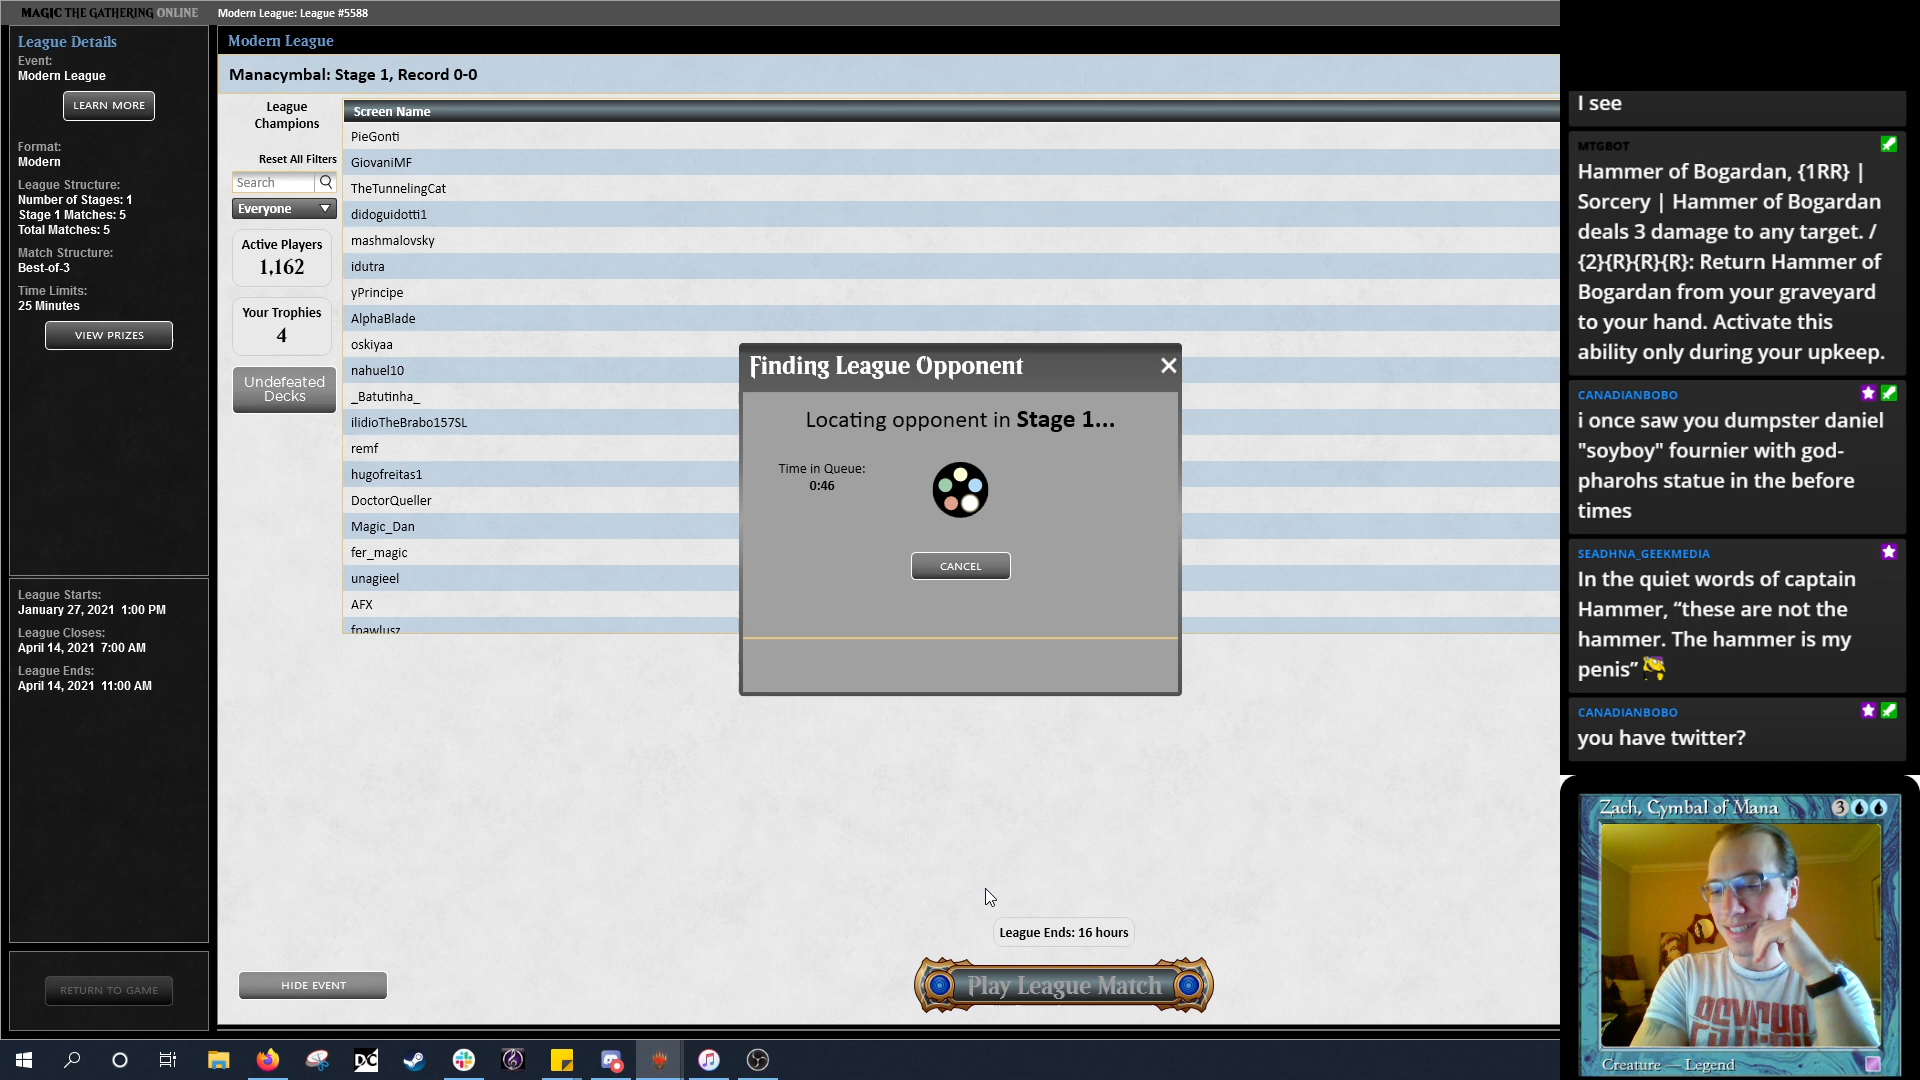 MAGIC THE GATHERING ONLINE
Modern League: League #5588
League Details
Event:
Modern League
LEARN MORE
Format:
Modern
League Structure:
Number of Stages: 1
Stage 1 Matches: 5
Total Matches: 5
Match Structure:
Best-of-3
Time Limits:
25 Minutes
VIEW PRIZES
League Starts:
January 27, 2021 1:00 PM
League Closes:
April 14, 2021 7:00 AM
League Ends:
April 14, 2021 11:00 AM
RETURN TO GAME
Modern League
Manacymbal: Stage 1, Record 0-0
League
Champions
Reset All Filters
Search
Everyone
Active Players
1,162
Your Trophies
4
Undefeated
Decks
Screen Name
PieGonti
GiovaniMF
TheTunnelingCat
didoguidotti1
mashmalovsky
idutra
yPrincipe
AlphaBlade
oskiyaa
nahuel10
_Batutinha_
ilidioTheBrabo157SL
remf
hugofreitas1
DoctorQueller
Magic_Dan
fer_magic
unagieel
AFX
fpawlusz
Finding League Opponent
Locating opponent in Stage 1...
Time in Queue:
0:46
CANCEL
League Ends: 16 hours
HIDE EVENT
Play League Match
DC
I see
MTGBOT
Hammer of Bogardan, {1RR} |
Sorcery | Hammer of Bogardan
deals 3 damage to any target. /
{2}{R}{R}{R}: Return Hammer of
Bogardan from your graveyard
to your hand. Activate this
ability only during your upkeep.
CANADIANBOBO
i once saw you dumpster daniel
"soyboy" fournier with god-
pharohs statue in the before
times
SEADHNA_GEEKMEDIA
In the quiet words of captain
Hammer, “these are not the
hammer. The hammer is my
penis”
CANADIANBOBO
you have twitter?
Zach, Cymbal of Mana 3
Creature — Legend